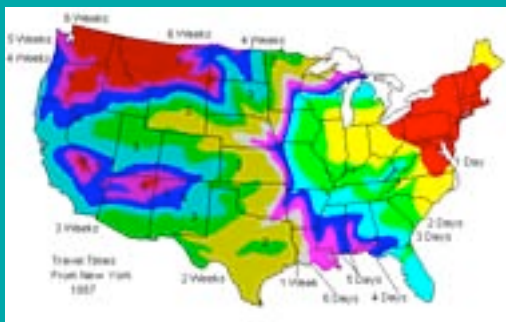 6 Weeks
5 Weeks
6 Weeks
4 Weeks
4 Weeks
1 Day
2 Days
3 Days
3 Weeks
Travel Times
From New York
1857
2 Weeks
1 Week
5 Days
6 Days
4 Days